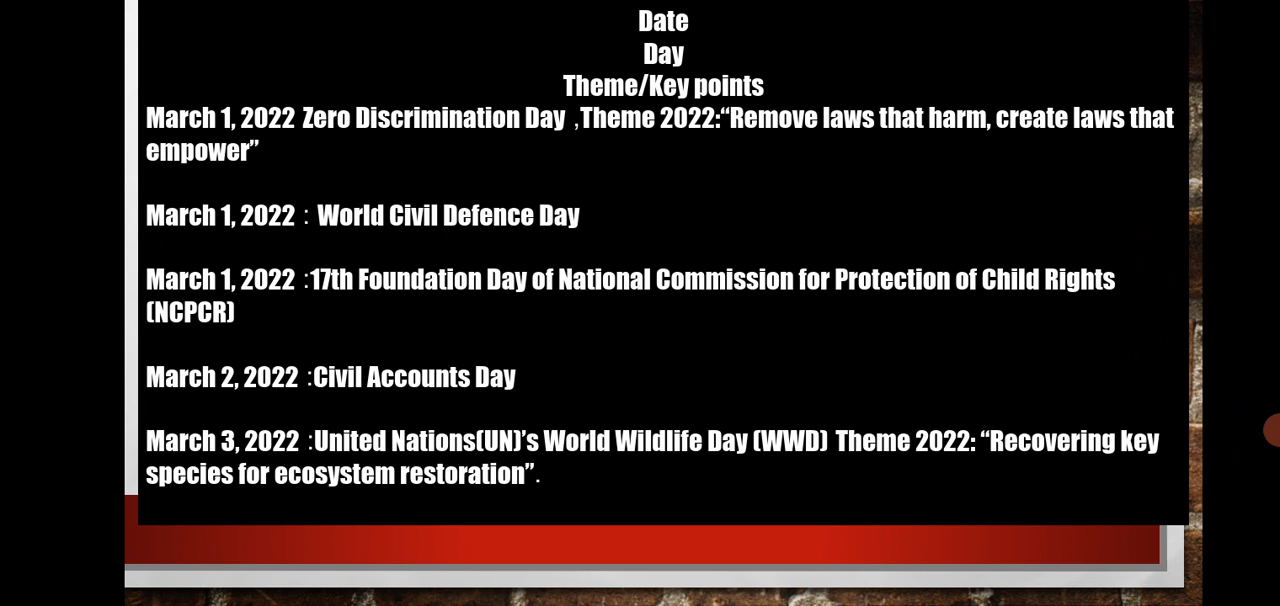 Date
Day
Theme/Key points
March 1, 2022 Zero Discrimination Day ,Theme 2022:“Remove laws that harm, create laws that
empower”
March 1, 2022 : World Civil Defence Day
March 1, 2022 :17th Foundation Day of National Commission for Protection of Child Rights
(NCPCR)
March 2, 2022 :Civil Accounts Day
March 3, 2022 :United Nations(UN)’s World Wildlife Day (WWD) Theme 2022: “Recovering key
species for ecosystem restoration”.